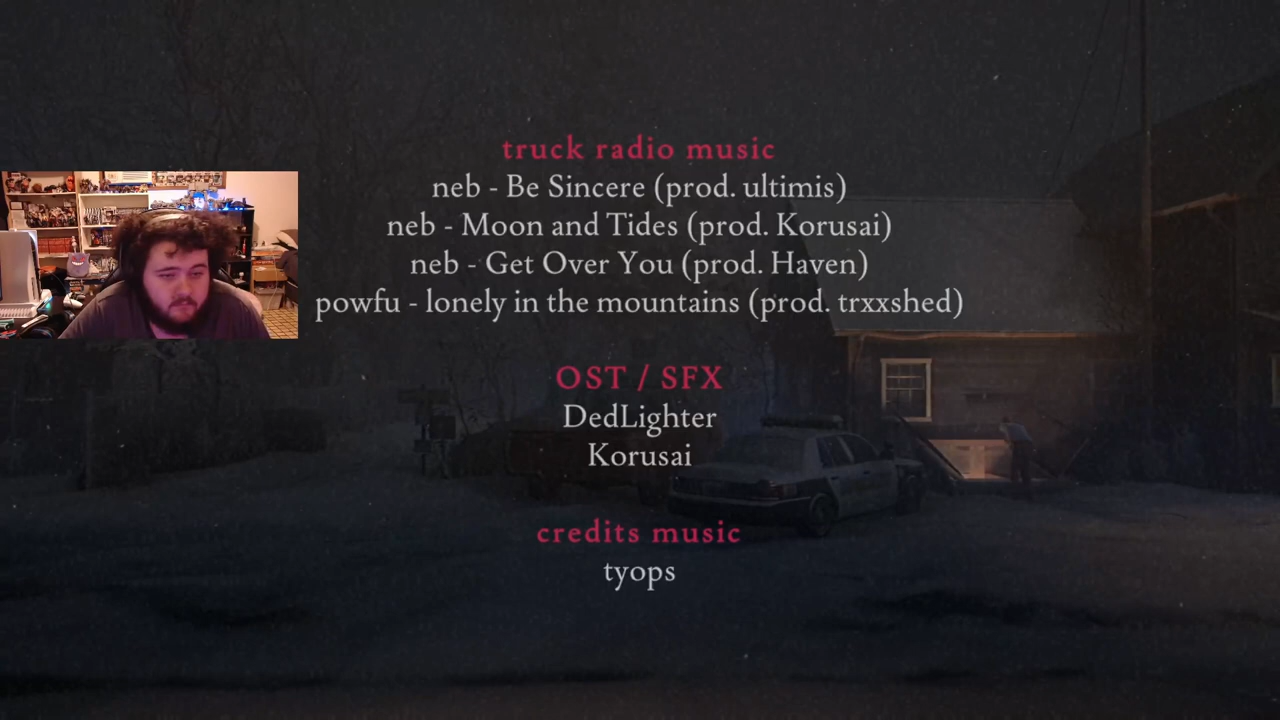 truck radio music
neb - Be Sincere (prod. ultimis)
neb - Moon and Tides (prod. Korusai)
neb - Get Over You (prod. Haven)
powfu - lonely in the mountains (prod. trxxshed)
OST / SFX
DedLighter
Korusai
credits music
tyops